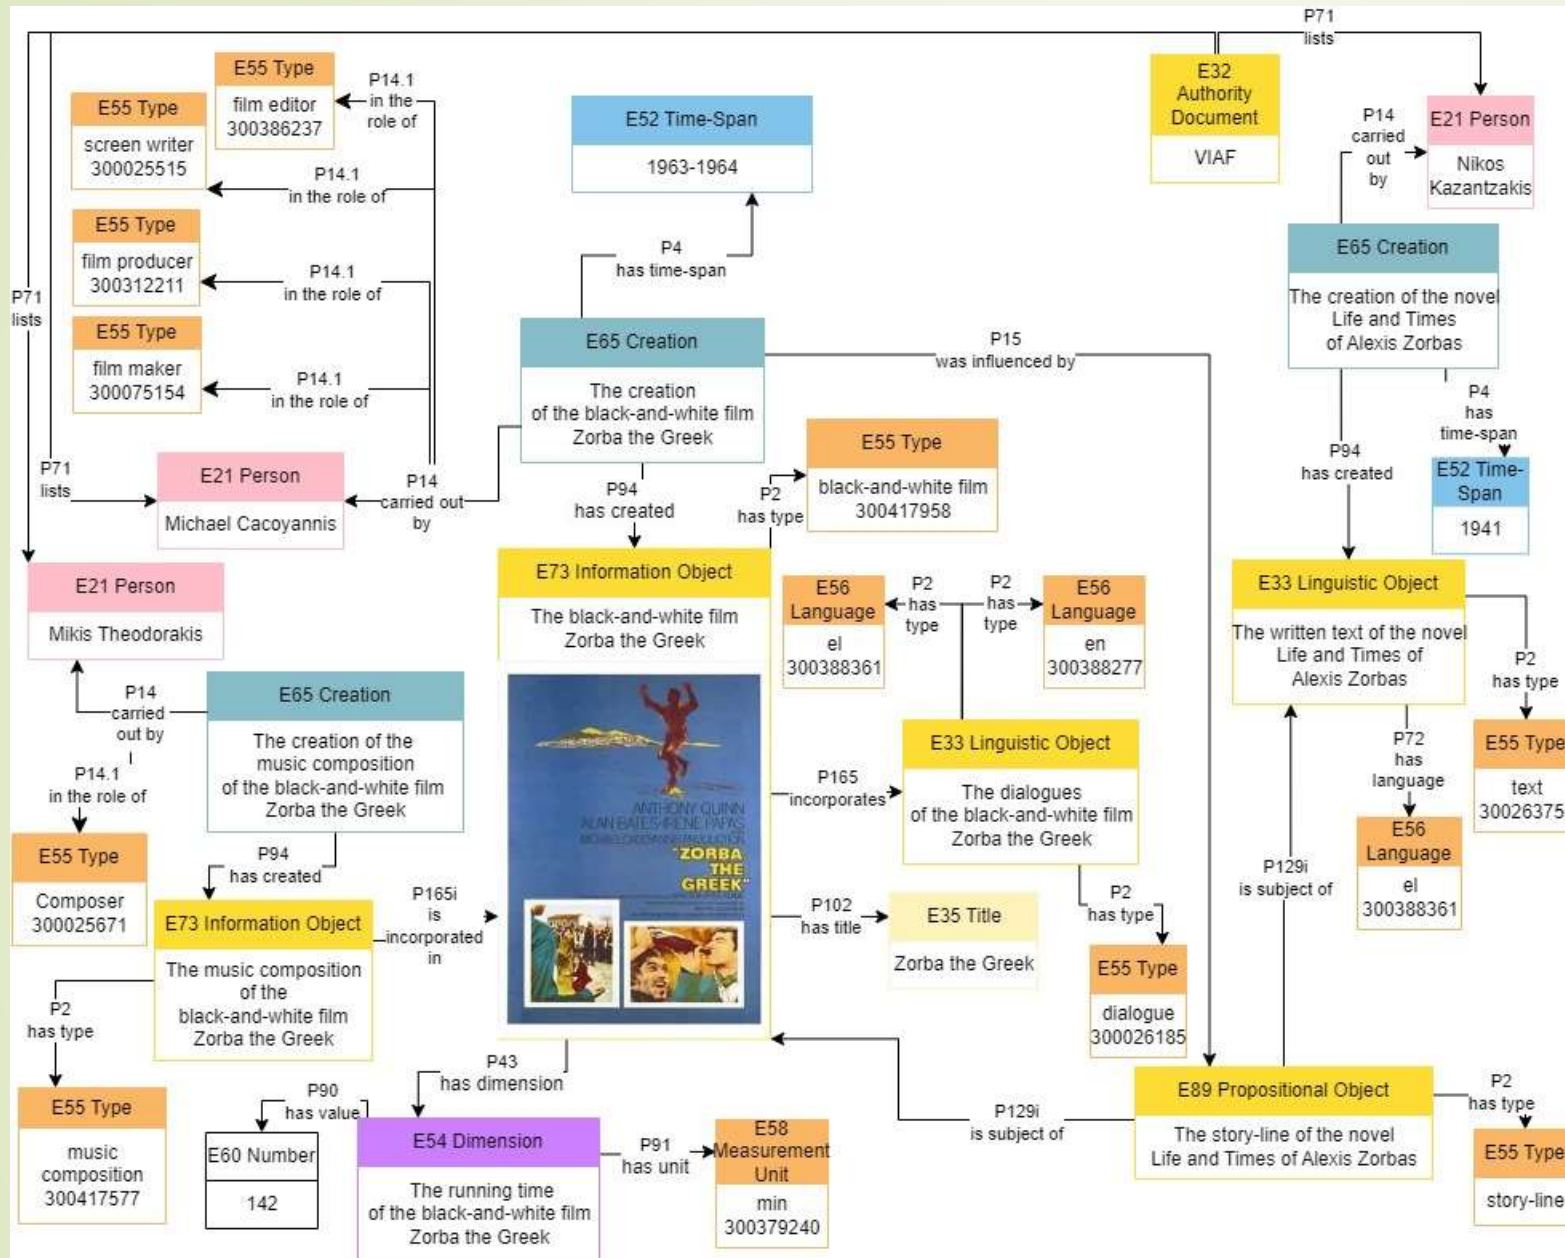 P71
lists
E55 Type
film editor
300386237
P14.1
in the
role of
E55 Type
screen writer
300025515
P14.1
in the role of
E55 Type
film producer
300312211
P14.1
in the role of
E55 Type
film maker
300075154
P14.1
in the role of
P71
lists
P71
lists
E21 Person
Michael Cacoyannis
P14
carried out
by
E52 Time-Span
1963-1964
P4
has time-span
E65 Creation
The creation
of the black-and-white film
Zorba the Greek
P15
was influenced by
P94
has created
P2
has type
E55 Type
black-and-white film
300417958
E32
Authority
Document
VIAF
E21 Person
Nikos
Kazantzakis
P14
carried
out
by
E65 Creation
The creation of the novel
Life and Times
of Alexis Zorbas
P94
has created
P4
has
time-span
E52 Time-
Span
1941
E33 Linguistic Object
The written text of the novel
Life and Times of
Alexis Zorbas
P2
has type
E55 Type
text
30026375
P72
has
language
E56
Language
el
300388361
P129i
is subject of
E21 Person
Mikis Theodorakis
P14
carried
out by
P14.1
in the role of
E55 Type
Composer
300025671
E65 Creation
The creation of the
music composition
of the black-and-white film
Zorba the Greek
P94
has created
E73 Information Object
The music composition
of the
black-and-white film
Zorba the Greek
P165i
is
incorporated
in
P2
has type
E55 Type
music
composition
300417577
E73 Information Object
The black-and-white film
Zorba the Greek
ANTHONY QUINN
ALAN BATES·IRENE PAPAS
MICHAEL CACOYANNIS PRODUCTION
"ZORBA
THE
GREEK"
E56
Language
el
300388361
P2
has
type
P2
has
type
E56
Language
en
300388277
P165
incorporates
E33 Linguistic Object
The dialogues
of the black-and-white film
Zorba the Greek
P2
has type
E55 Type
dialogue
300026185
P102
has title
E35 Title
Zorba the Greek
P43
has dimension
P90
has value
E60 Number
142
E54 Dimension
The running time
of the black-and-white film
Zorba the Greek
P91
has unit
E58
Measurement
Unit
min
300379240
P129i
is subject of
E89 Propositional Object
The story-line of the novel
Life and Times of Alexis Zorbas
P2
has type
E55 Type
story-line